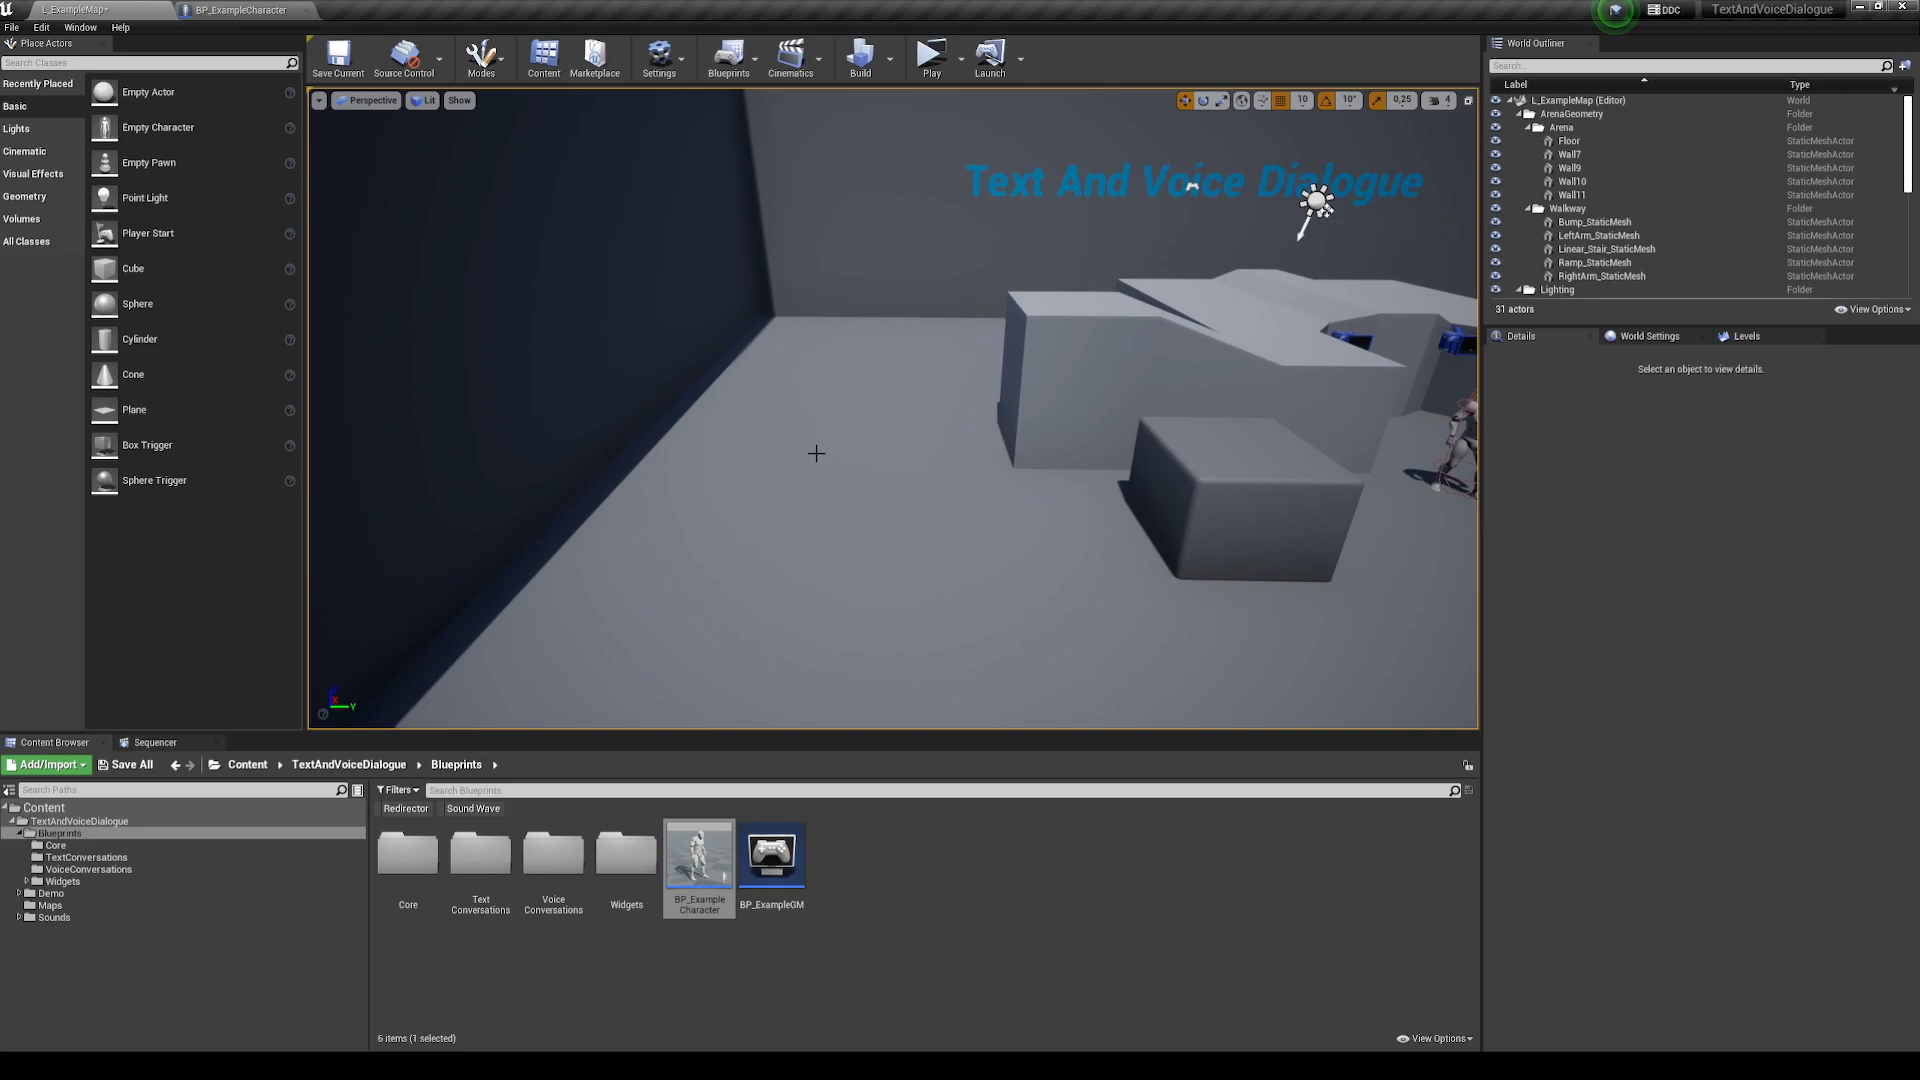 L_ExampleMap*
BP_ExampleCharacter
DDC
TextAndVoiceDialogue
File
Edit
Window
Help
Place Actors
Search Classes
Recently Placed
Basic
Lights
Cinematic
Visual Effects
Geometry
Volumes
All Classes
Empty Actor
Empty Character
Empty Pawn
Point Light
Player Start
Cube
Sphere
Cylinder
Cone
Plane
Box Trigger
Sphere Trigger
Save Current
Source Control
Modes
Content
Marketplace
Settings
Blueprints
Cinematics
Build
Play
Launch
Perspective
Lit
Show
10
10°
0,25
4
Text And Voice Dialogue
Y
World Outliner
Search...
Label
Type
L_ExampleMap (Editor)
World
ArenaGeometry
Folder
Arena
Folder
Floor
StaticMeshActor
Wall7
StaticMeshActor
Wall9
StaticMeshActor
Wall10
StaticMeshActor
Wall11
StaticMeshActor
Walkway
Folder
Bump_StaticMesh
StaticMeshActor
LeftArm_StaticMesh
StaticMeshActor
Linear_Stair_StaticMesh
StaticMeshActor
Ramp_StaticMesh
StaticMeshActor
RightArm_StaticMesh
StaticMeshActor
Lighting
Folder
31 actors
View Options
Details
World Settings
Levels
Select an object to view details.
Content Browser
Sequencer
Add/Import
Save All
Content
TextAndVoiceDialogue
Blueprints
Search Paths
Content
TextAndVoiceDialogue
Blueprints
Core
TextConversations
VoiceConversations
Widgets
Demo
Maps
Sounds
Filters
Search Blueprints
Redirector
Sound Wave
Core
Text
Conversations
Voice
Conversations
Widgets
BP_Example
Character
BP_ExampleGM
6 items (1 selected)
View Options